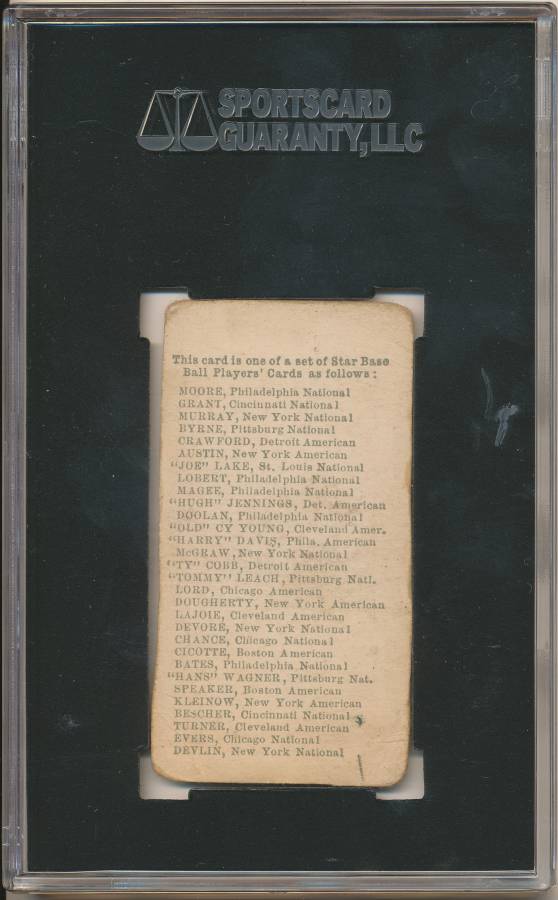 SPORTSCARD
GUARANTY, LLC
This card is one of a set of Star Base
Ball Players' Cards as follows:
MOORE, Philadelphia National
GRANT, Cincinnati National
MURRAY, New York National
BYRNE, Pittsburg National
CRAWFORD, Detroit American
AUSTIN, New York American
"JOE" LAKE, St. Louis National
LOBERT, Philadelphia National
MAGEE, Philadelphia National
"HUGH" JENNINGS, Det. American
DOOLAN, Philadelphia National
"OLD" CY YOUNG, Cleveland Amer.
"HARRY" DAVIS, Phila. American
McGRAW, New York National
"TY" COBB, Detroit American
"TOMMY" LEACH, Pittsburg Natl.
LORD, Chicago American
DOUGHERTY, New York American
LAJOIE, Cleveland American
DEVORE, New York National
CHANCE, Chicago National
CICOTTE, Boston American
BATES, Philadelphia National
"HANS" WAGNER, Pittsburg Nat.
SPEAKER, Boston American
KLEINOW, New York American
BESCHER, Cincinnati National
TURNER, Cleveland American
EVERS, Chicago National
DEVLIN, New York National